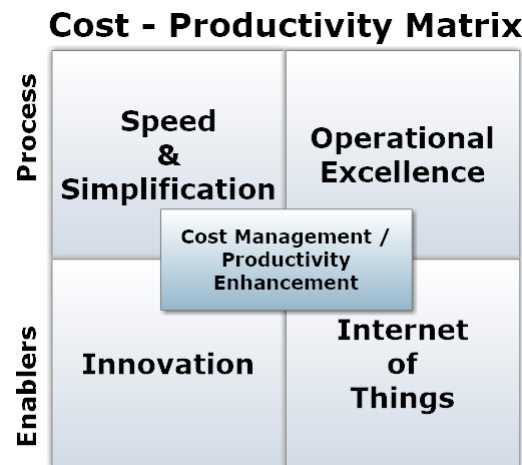 Cost - Productivity Matrix
Process
Speed
&
Simplification
Operational
Excellence
Cost Management /
Productivity
Enhancement
Enablers
Innovation
Internet
of
Things